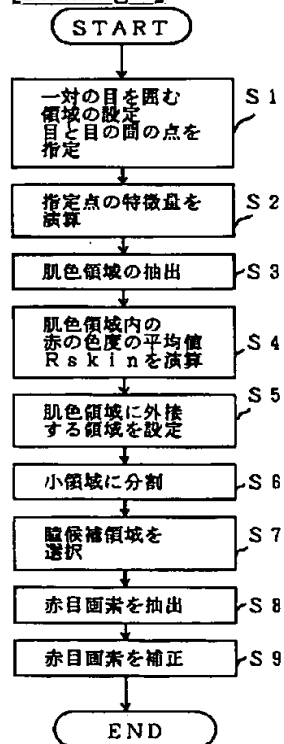 START
一対の目を囲む
領域の設定
目と目の間の点を
指定
S1
指定点の特徴量を
演算
S2
肌色領域の抽出
S3
肌色領域内の
赤の色度の平均値
Rskinを演算
S4
肌色領域に外接
する領域を設定
S5
小領域に分割
S6
瞳候補領域を
選択
S7
赤目画素を抽出
S8
赤目画素を補正
S9
END